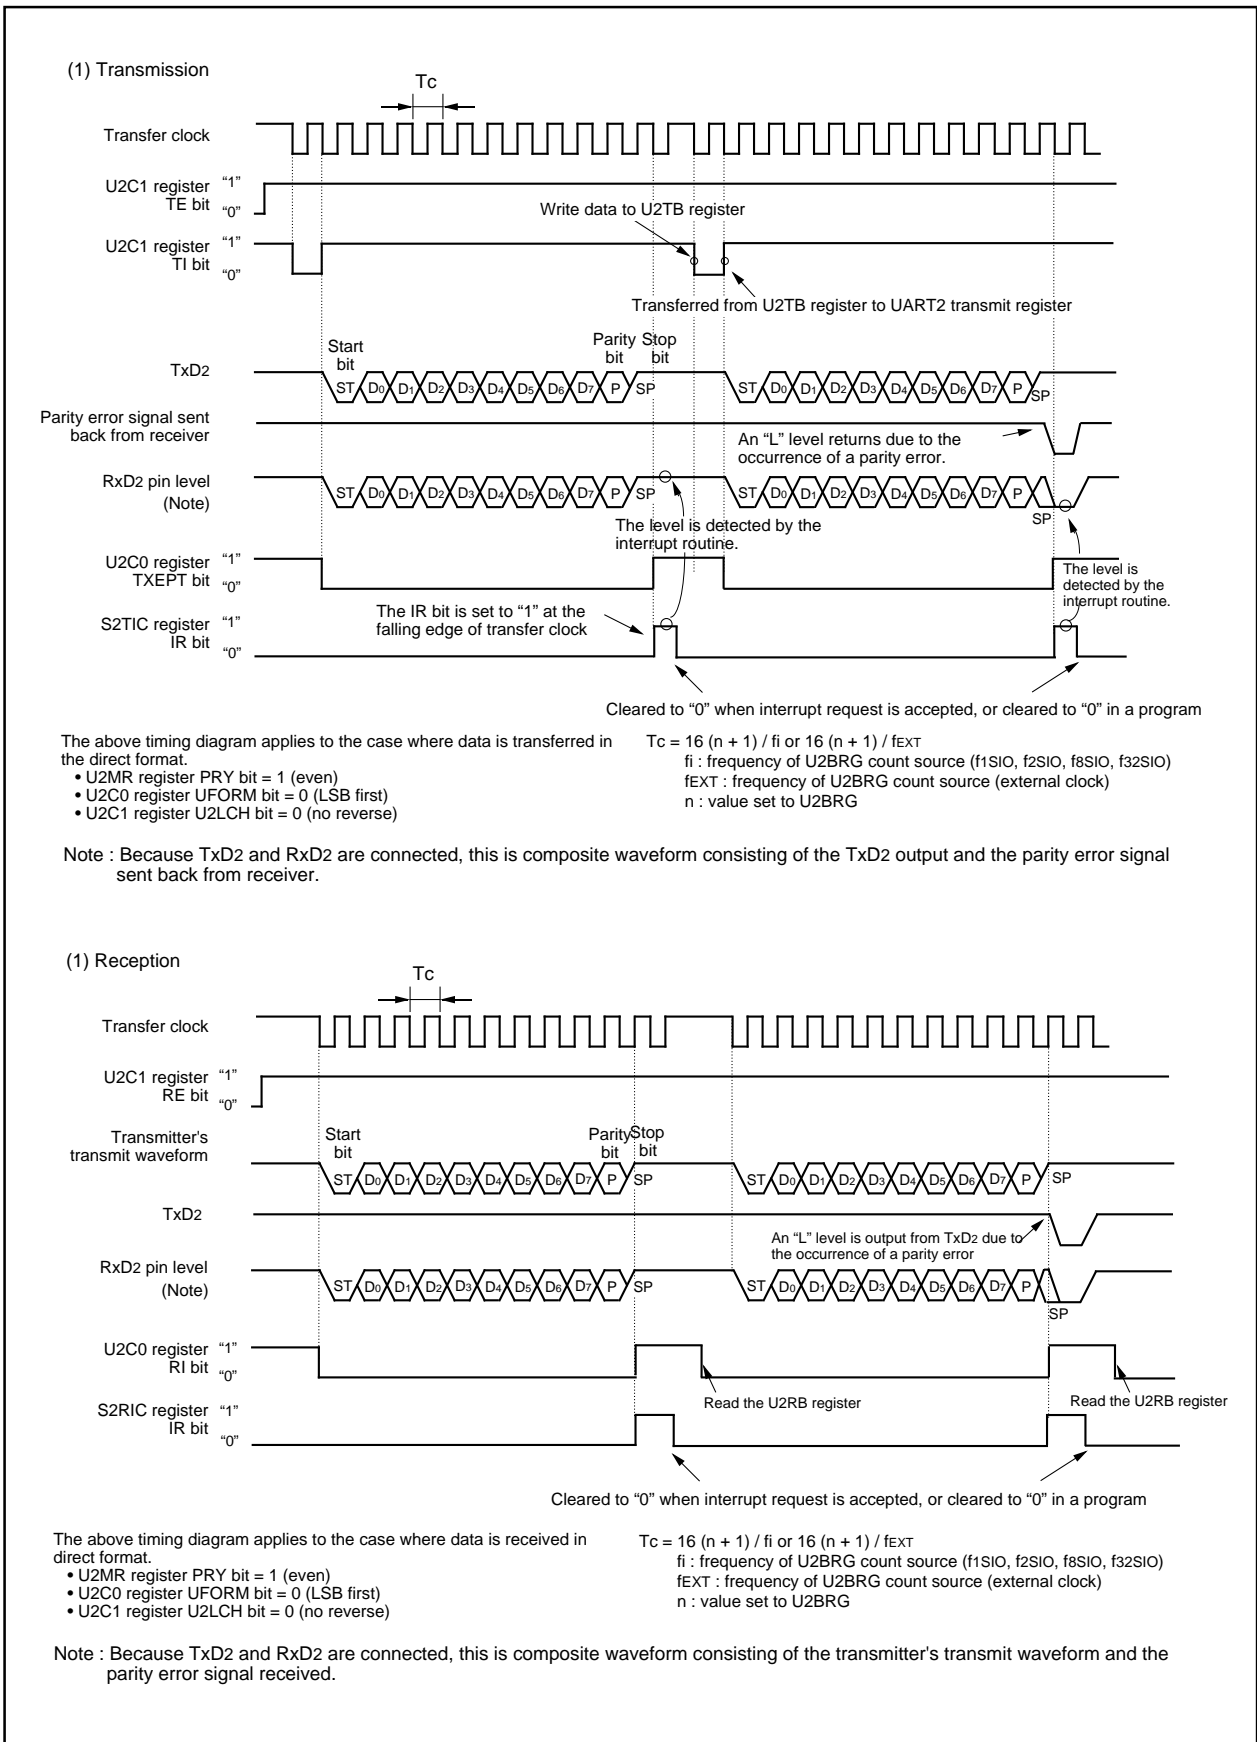 (1) Transmission
Tc
Transfer clock
U2C1 register “1”
TE bit “0”
Write data to U2TB register
U2C1 register “1”
TI bit “0”
Transferred from U2TB register to UART2 transmit register
Start bit
Parity bit
Stop bit
TxD2
ST D0 D1 D2 D3 D4 D5 D6 D7 P SP
ST D0 D1 D2 D3 D4 D5 D6 D7 P SP
Parity error signal sent
back from receiver
An “L” level returns due to the
occurrence of a parity error.
RxD2 pin level
(Note)
ST D0 D1 D2 D3 D4 D5 D6 D7 P SP
ST D0 D1 D2 D3 D4 D5 D6 D7 P
SP
The level is detected by the
interrupt routine.
U2C0 register “1”
TXEPT bit “0”
The level is
detected by the
interrupt routine.
The IR bit is set to “1” at the
falling edge of transfer clock
S2TIC register “1”
IR bit “0”
Cleared to “0” when interrupt request is accepted, or cleared to “0” in a program
The above timing diagram applies to the case where data is transferred in
the direct format.
• U2MR register PRY bit = 1 (even)
• U2C0 register UFORM bit = 0 (LSB first)
• U2C1 register U2LCH bit = 0 (no reverse)
Tc = 16 (n + 1) / fi or 16 (n + 1) / fEXT
fi : frequency of U2BRG count source (f1SIO, f2SIO, f8SIO, f32SIO)
fEXT : frequency of U2BRG count source (external clock)
n : value set to U2BRG
Note : Because TxD2 and RxD2 are connected, this is composite waveform consisting of the TxD2 output and the parity error signal
sent back from receiver.
(1) Reception
Tc
Transfer clock
U2C1 register “1”
RE bit “0”
Transmitter's
transmit waveform
Start bit
Parity bit
Stop bit
ST D0 D1 D2 D3 D4 D5 D6 D7 P SP
ST D0 D1 D2 D3 D4 D5 D6 D7 P SP
TxD2
An “L” level is output from TxD2 due to
the occurrence of a parity error
RxD2 pin level
(Note)
ST D0 D1 D2 D3 D4 D5 D6 D7 P SP
ST D0 D1 D2 D3 D4 D5 D6 D7 P
SP
U2C0 register “1”
RI bit “0”
Read the U2RB register
Read the U2RB register
S2RIC register “1”
IR bit “0”
Cleared to “0” when interrupt request is accepted, or cleared to “0” in a program
The above timing diagram applies to the case where data is received in
direct format.
• U2MR register PRY bit = 1 (even)
• U2C0 register UFORM bit = 0 (LSB first)
• U2C1 register U2LCH bit = 0 (no reverse)
Tc = 16 (n + 1) / fi or 16 (n + 1) / fEXT
fi : frequency of U2BRG count source (f1SIO, f2SIO, f8SIO, f32SIO)
fEXT : frequency of U2BRG count source (external clock)
n : value set to U2BRG
Note : Because TxD2 and RxD2 are connected, this is composite waveform consisting of the transmitter's transmit waveform and the
parity error signal received.